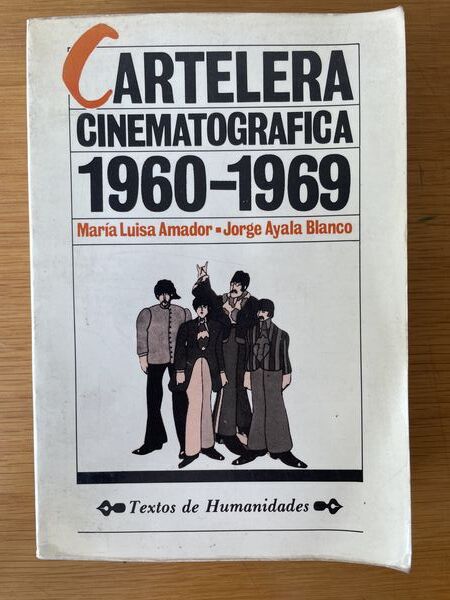 CARTELERA
CINEMATOGRAFICA
1960-1969
María Luisa Amador ▪ Jorge Ayala Blanco
Textos de Humanidades